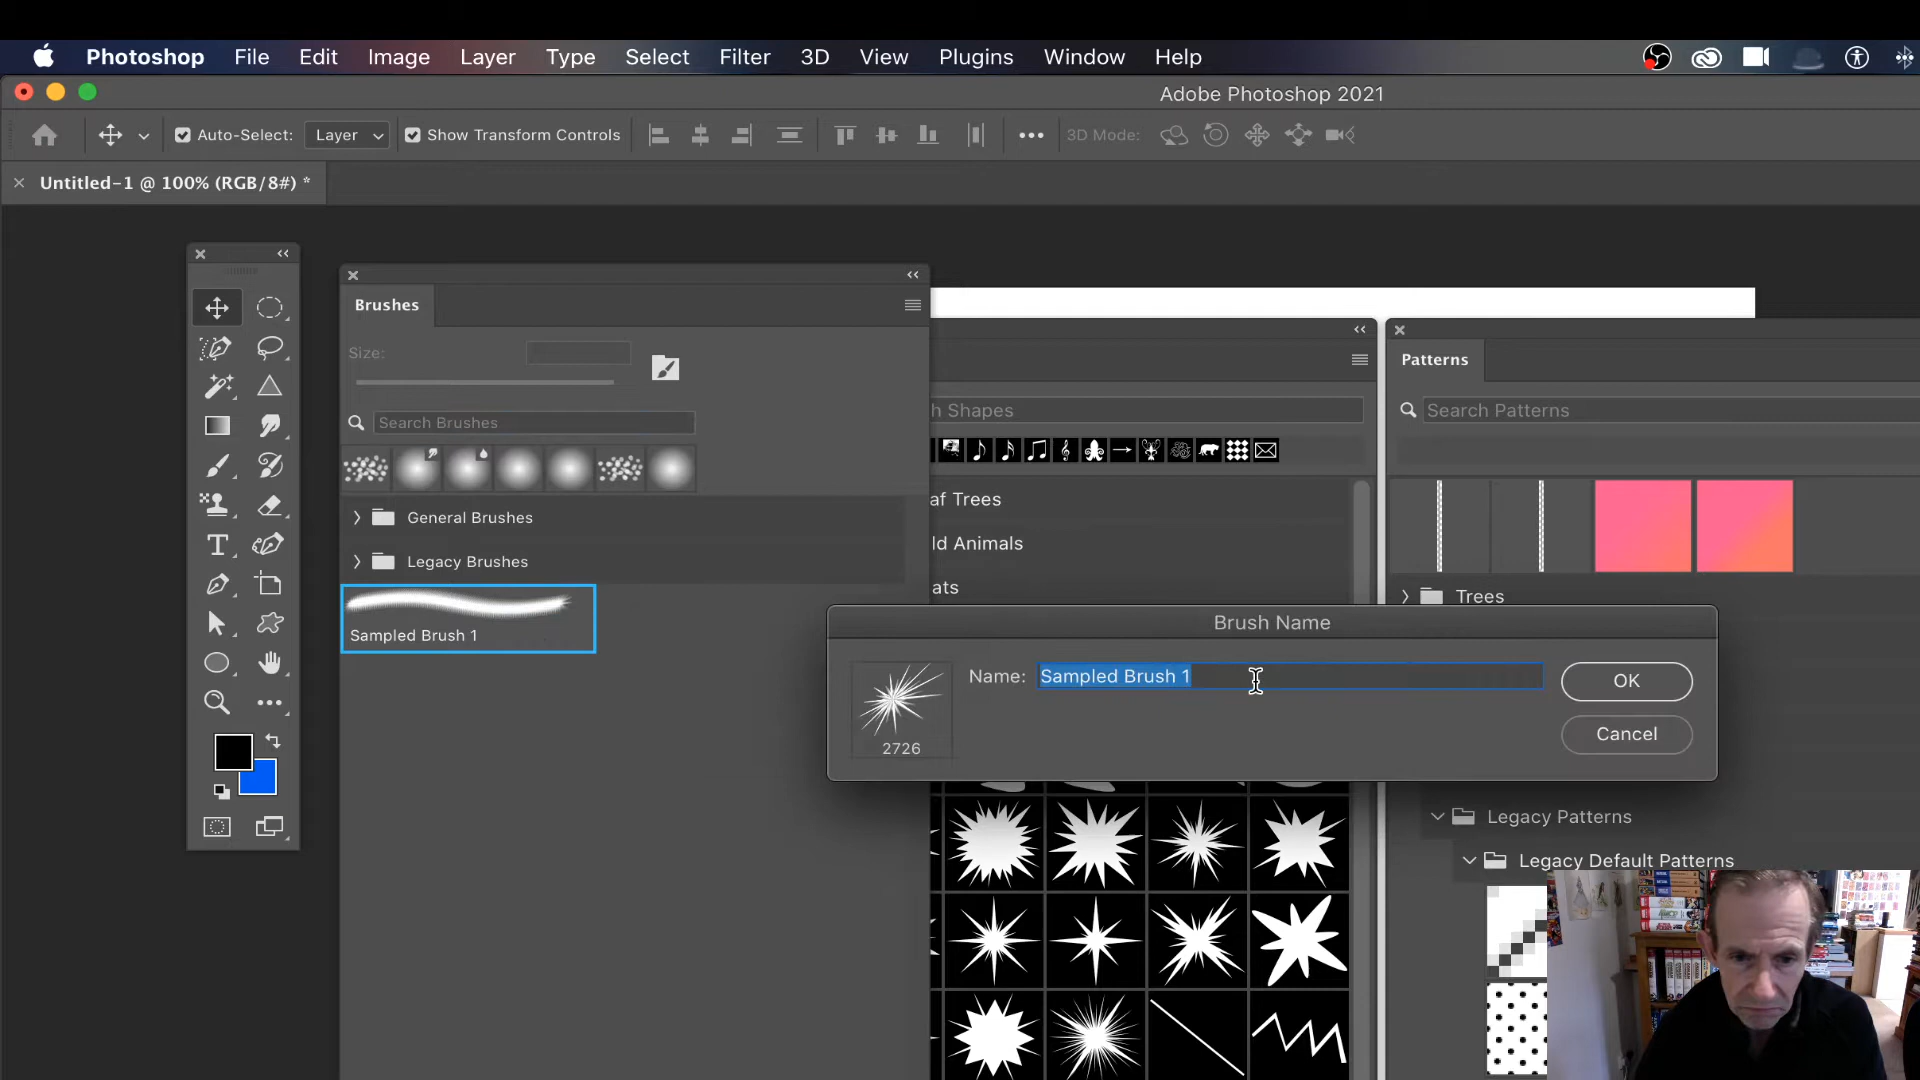 Photoshop File Edit Image Layer Type Select Filter 3D View Plugins Window Help
Adobe Photoshop 2021
Auto-Select: Layer Show Transform Controls 3D Mode:
Untitled-1 @ 100% (RGB/8#) *
Brushes
Size:
Search Brushes
General Brushes
Legacy Brushes
Sampled Brush 1
h Shapes
af Trees
ld Animals
ats
Patterns
Search Patterns
Trees
Brush Name
Name: Sampled Brush 1
OK
Cancel
2726
Legacy Patterns
Legacy Default Patterns